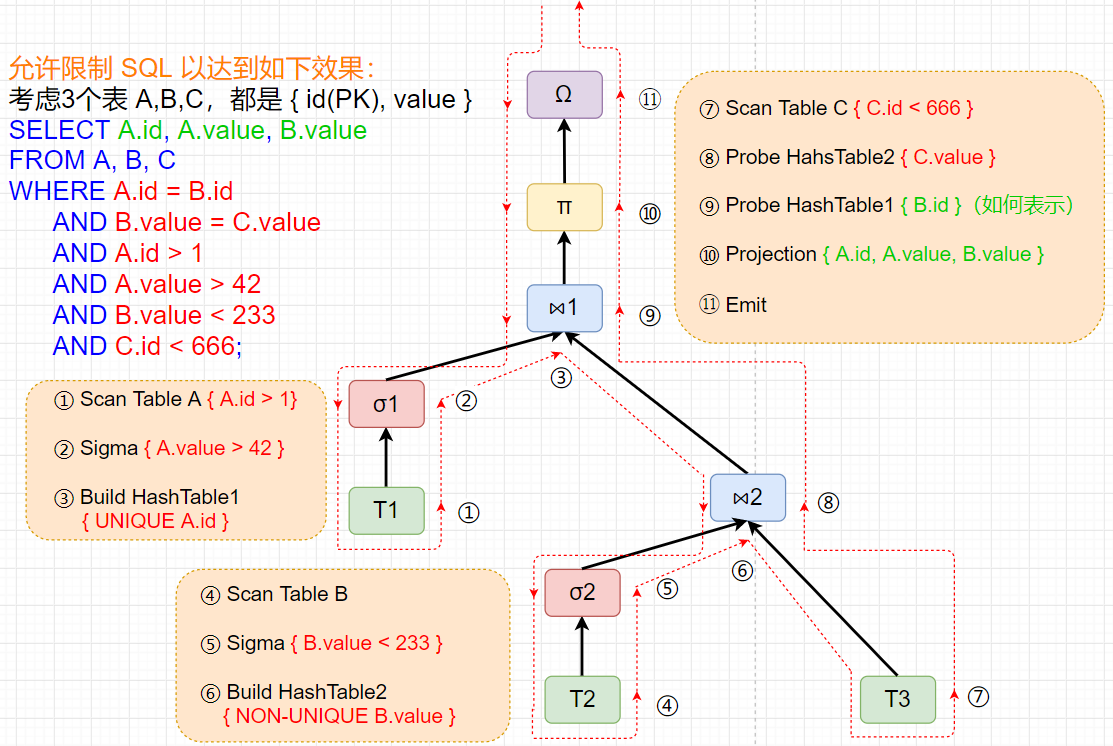 允许限制 SQL 以达到如下效果：
考虑3个表 A,B,C，都是 { id(PK), value }
SELECT A.id, A.value, B.value
FROM A, B, C
WHERE A.id = B.id
AND B.value = C.value
AND A.id > 1
AND A.value > 42
AND B.value < 233
AND C.id < 666;
① Scan Table A { A.id > 1}
② Sigma { A.value > 42 }
③ Build HashTable1
{ UNIQUE A.id }
④ Scan Table B
⑤ Sigma { B.value < 233 }
⑥ Build HashTable2
{ NON-UNIQUE B.value }
⑦ Scan Table C { C.id < 666 }
⑧ Probe HahsTable2 { C.value }
⑨ Probe HashTable1 { B.id }（如何表示）
⑩ Projection { A.id, A.value, B.value }
⑪ Emit
Ω
⑪
π
⑩
⋈1
⑨
③
σ1
②
T1
①
⋈2
⑧
⑥
σ2
⑤
T2
④
T3
⑦